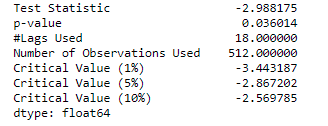 Test Statistic -2.988175
p-value 0.036014
#Lags Used 18.000000
Number of Observations Used 512.000000
Critical Value (1%) -3.443187
Critical Value (5%) -2.867202
Critical Value (10%) -2.569785
dtype: float64